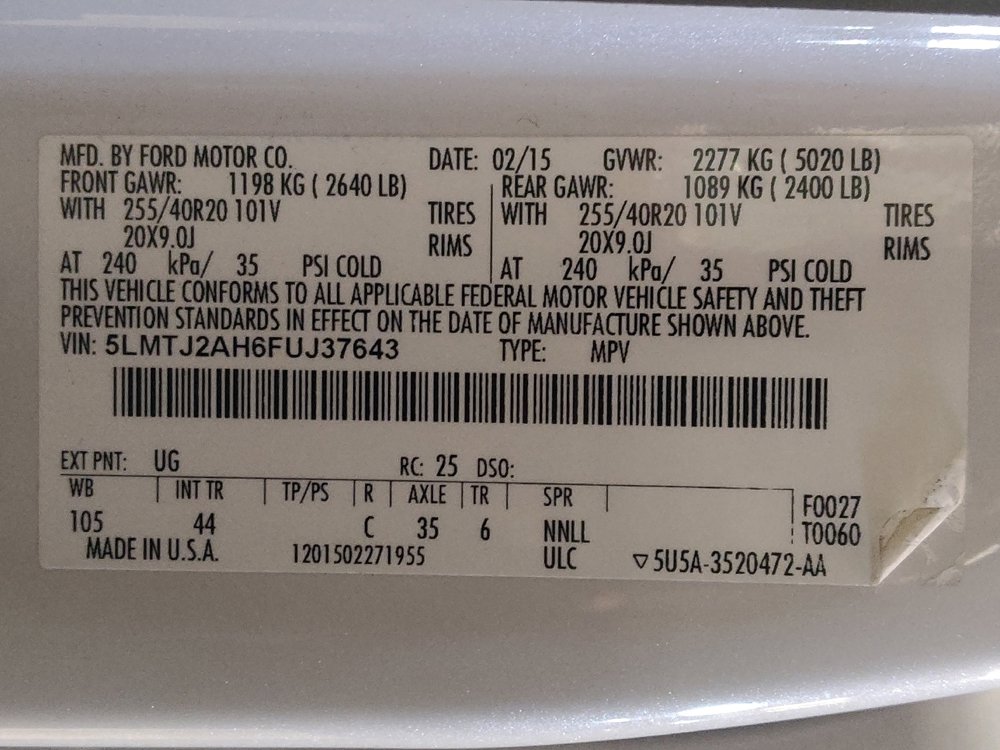 MFD. BY FORD MOTOR CO. DATE: 02/15 GVWR: 2277 KG ( 5020 LB)
FRONT GAWR: 1198 KG ( 2640 LB) REAR GAWR: 1089 KG ( 2400 LB)
WITH 255/40R20 101V TIRES WITH 255/40R20 101V TIRES
20X9.0J RIMS 20X9.0J RIMS
AT 240 kPa/ 35 PSI COLD AT 240 kPa/ 35 PSI COLD
THIS VEHICLE CONFORMS TO ALL APPLICABLE FEDERAL MOTOR VEHICLE SAFETY AND THEFT
PREVENTION STANDARDS IN EFFECT ON THE DATE OF MANUFACTURE SHOWN ABOVE.
VIN: 5LMTJ2AH6FUJ37643 TYPE: MPV
EXT PNT: UG RC: 25 DSO:
WB INT TR TP/PS R AXLE TR SPR F0027
105 44 C 35 6 NNLL T0060
MADE IN U.S.A. 1201502271955 ULC ▽5U5A-3520472-AA